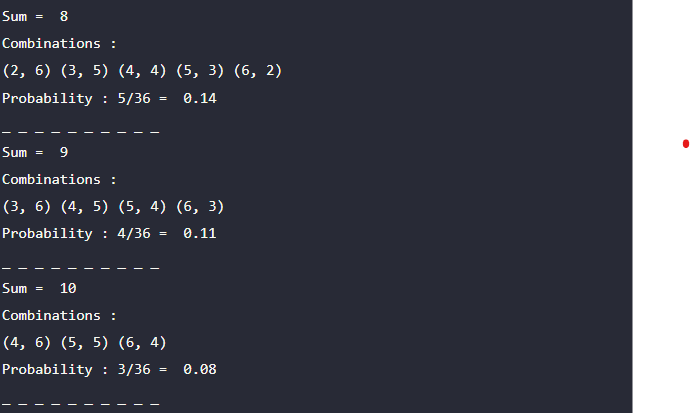 Sum =  8
Combinations :
(2, 6) (3, 5) (4, 4) (5, 3) (6, 2)
Probability : 5/36 =  0.14
_ _ _ _ _ _ _ _ _ _
Sum =  9
Combinations :
(3, 6) (4, 5) (5, 4) (6, 3)
Probability : 4/36 =  0.11
_ _ _ _ _ _ _ _ _ _
Sum =  10
Combinations :
(4, 6) (5, 5) (6, 4)
Probability : 3/36 =  0.08
_ _ _ _ _ _ _ _ _ _